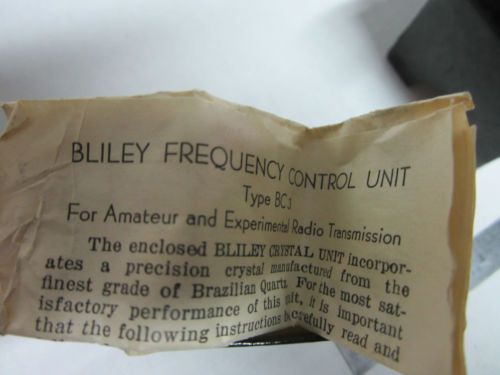 BLILEY FREQUENCY CONTROL UNIT
Type BC3
For Amateur and Experimental Radio Transmission
The enclosed BLILEY CRYSTAL UNIT incorpor-
ates a precision crystal manufactured from the
finest grade of Brazilian Quartz. For the most sat-
isfactory performance of this unit, it is important
that the following instructions be carefully read and